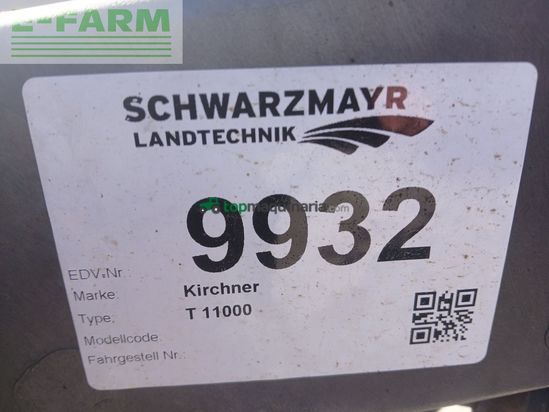 E-FARM
SCHWARZMAYR
LANDTECHNIK
topmaquinaria.com
EDV.Nr. 9932
Marke: Kirchner
Type: T 11000
Modellcode:
Fahrgestell Nr.: